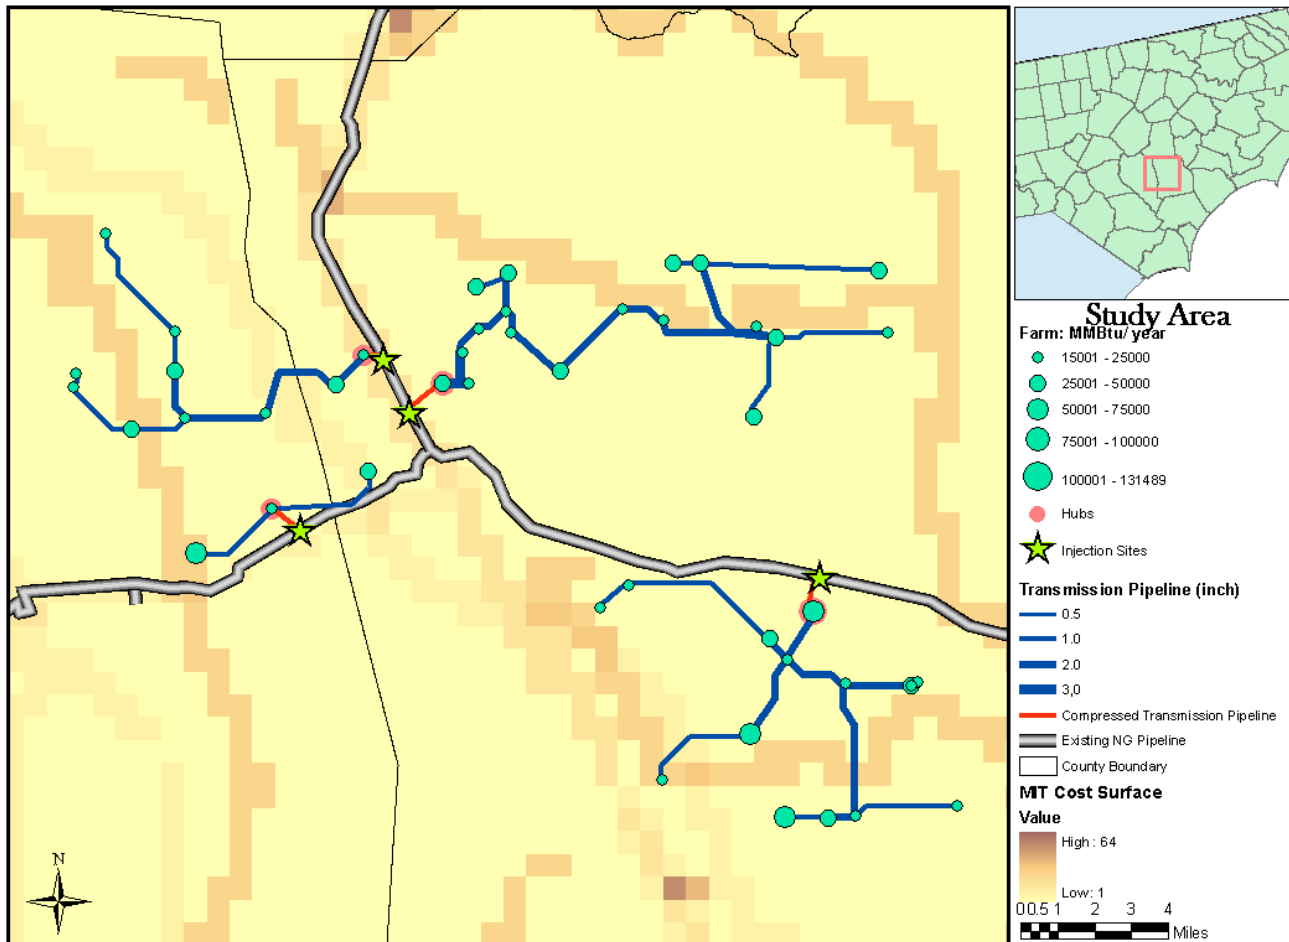 Study Area
Farm: MMBtu/year
15001 - 25000
25001 - 50000
50001 - 75000
75001 - 100000
100001 - 131489
Hubs
Injection Sites
Transmission Pipeline (inch)
0.5
1.0
2.0
3,0
Compressed Transmission Pipeline
Existing NG Pipeline
County Boundary
MIT Cost Surface
Value
High : 64
Low: 1
N
0 0.5 1 2 3 4
Miles